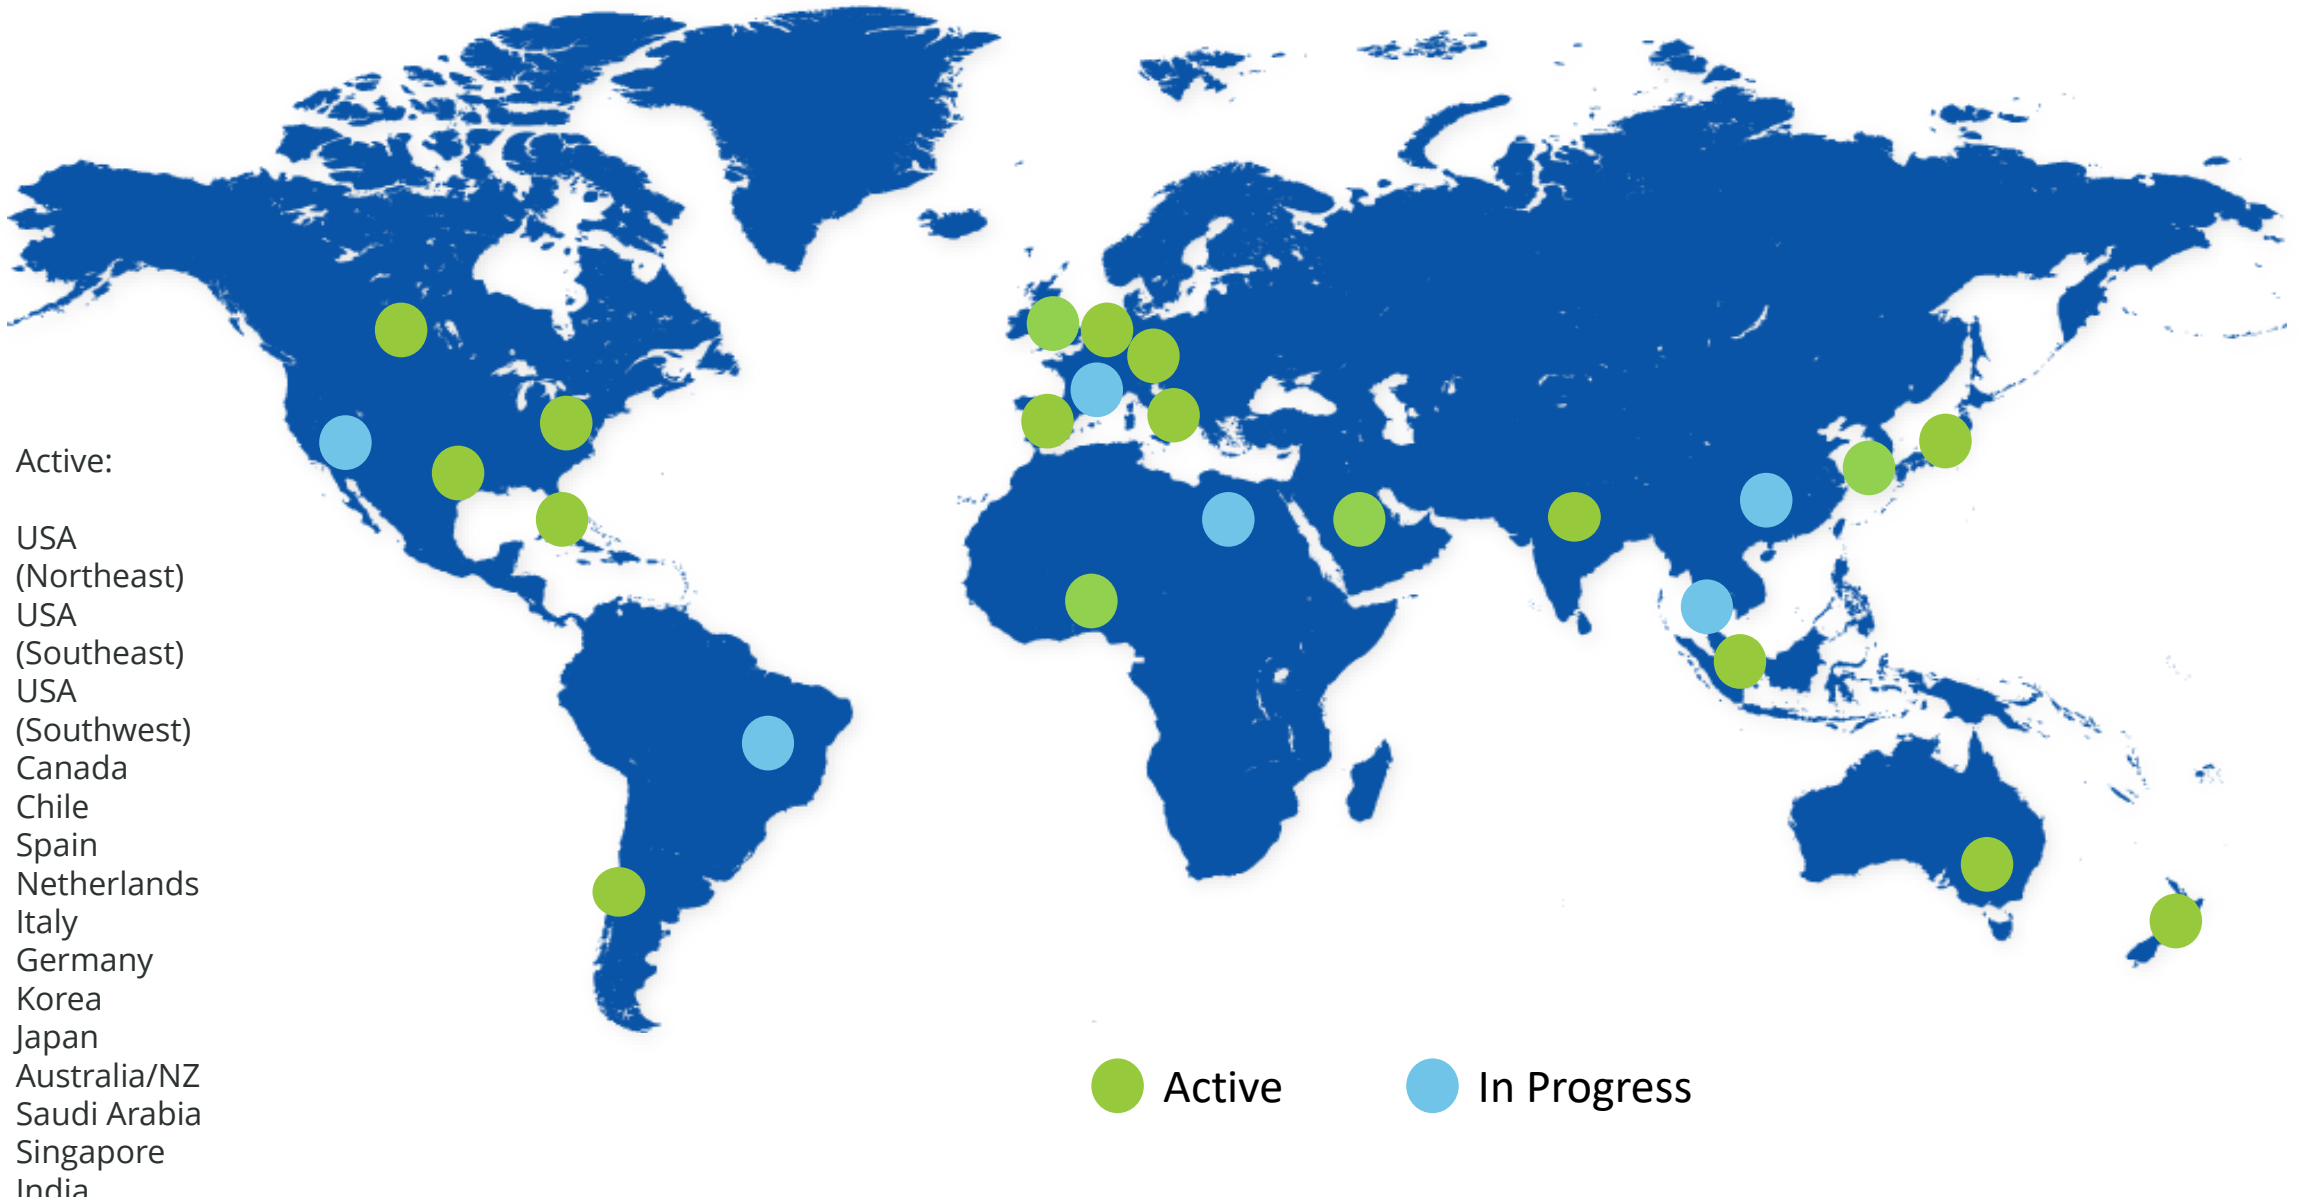 Active:
USA
(Northeast)
USA
(Southeast)
USA
(Southwest)
Canada
Chile
Spain
Netherlands
Italy
Germany
Korea
Japan
Australia/NZ
Saudi Arabia
Singapore
India
Active
In Progress